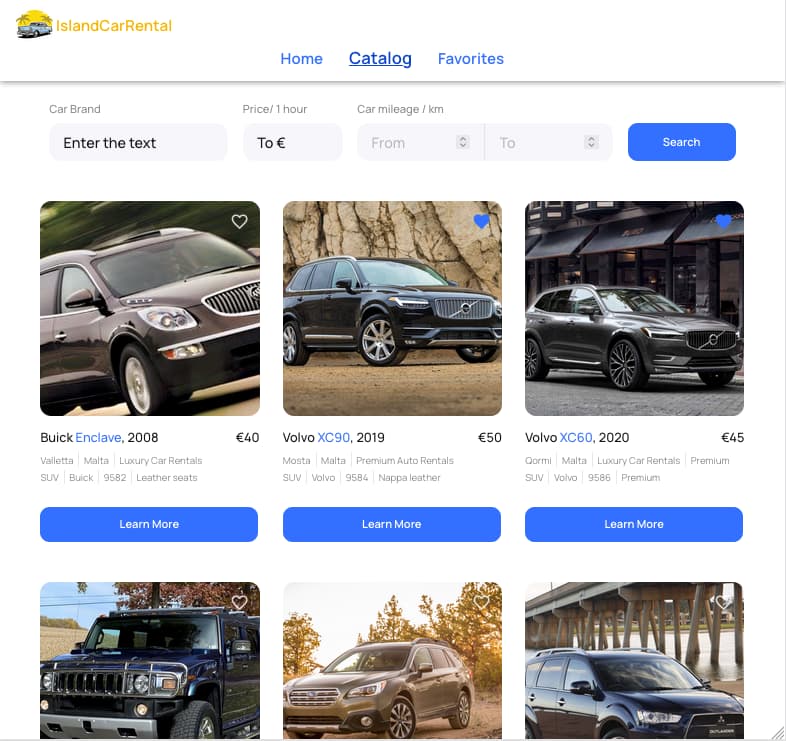 IslandCarRental
Home Catalog Favorites
Car Brand Price/ 1 hour Car mileage / km
Enter the text To € From To Search
Buick Enclave, 2008 €40
Valletta Malta Luxury Car Rentals
SUV Buick 9582 Leather seats
Learn More
Volvo XC90, 2019 €50
Mosta Malta Premium Auto Rentals
SUV Volvo 9584 Nappa leather
Learn More
Volvo XC60, 2020 €45
Qormi Malta Luxury Car Rentals Premium
SUV Volvo 9586 Premium
Learn More
OUTLANDER